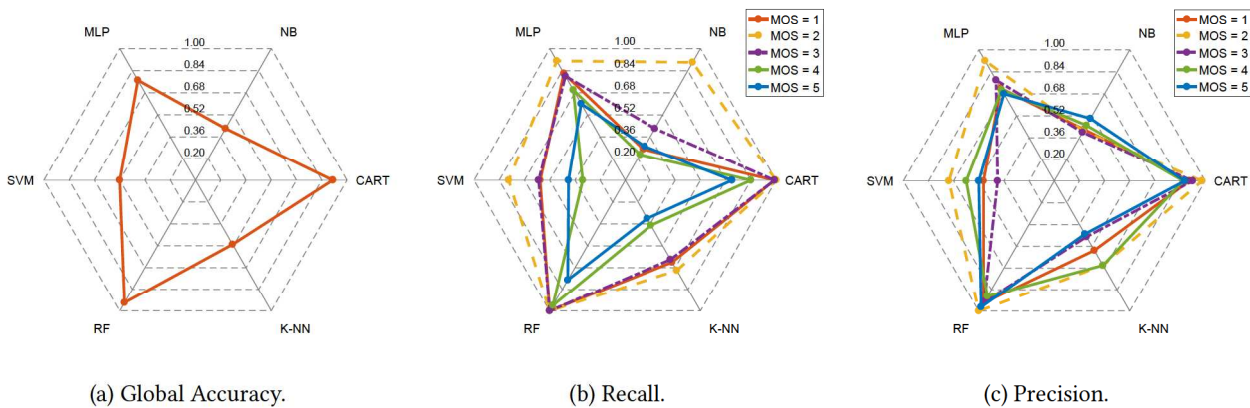 MLP
NB
1.00
0.84
0.68
0.52
0.36
0.20
SVM
CART
RF
K-NN
(a) Global Accuracy.
MLP
NB
1.00
0.84
0.68
0.52
0.36
0.20
SVM
CART
RF
K-NN
MOS = 1
MOS = 2
MOS = 3
MOS = 4
MOS = 5
(b) Recall.
MLP
NB
1.00
0.84
0.68
0.52
0.36
0.20
SVM
CART
RF
K-NN
MOS = 1
MOS = 2
MOS = 3
MOS = 4
MOS = 5
(c) Precision.